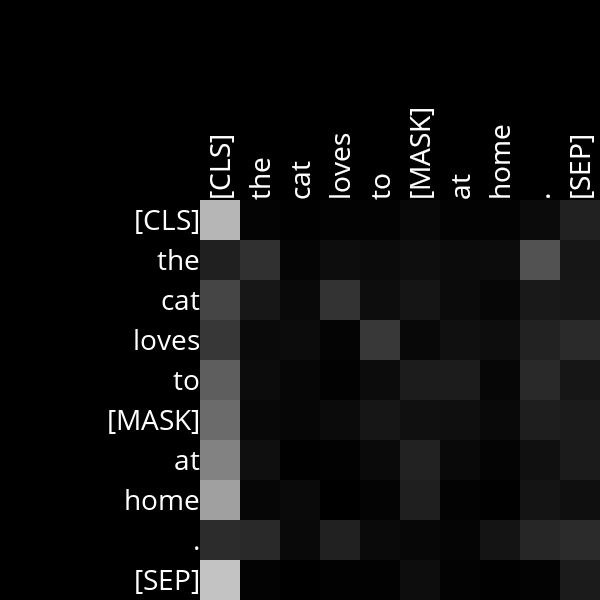 [CLS] the cat loves to [MASK] at home . [SEP]
[CLS]
the
cat
loves
to
[MASK]
at
home
.
[SEP]